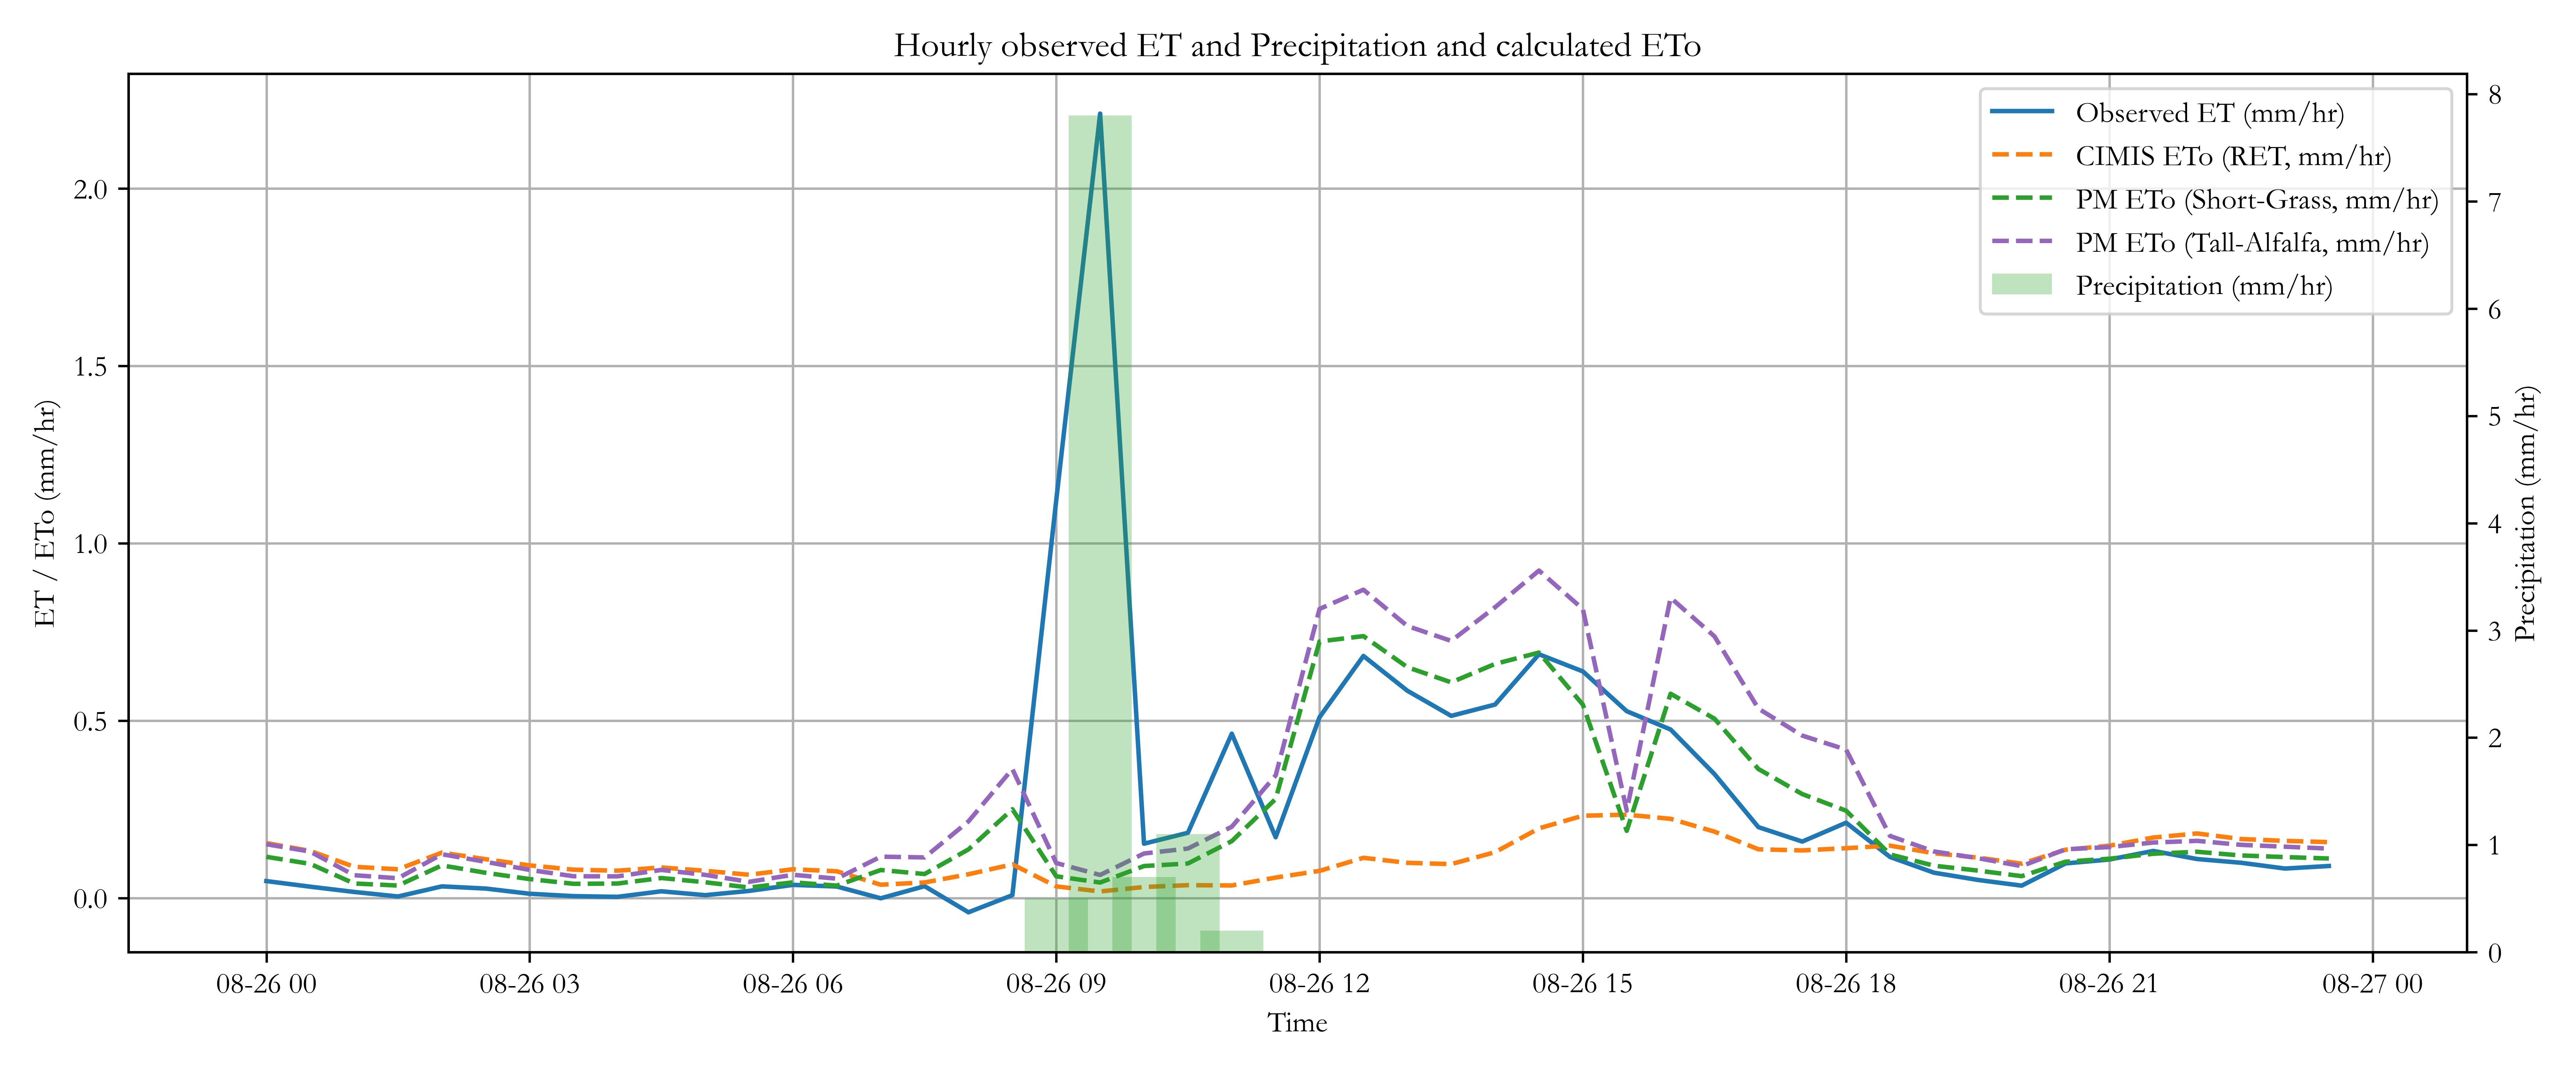 Hourly observed ET and Precipitation and calculated ETo
Observed ET (mm/hr)
CIMIS ETo (RET, mm/hr)
PM ETo (Short-Grass, mm/hr)
PM ETo (Tall-Alfalfa, mm/hr)
Precipitation (mm/hr)
ET / ETo (mm/hr)
2.0
1.5
1.0
0.5
0.0
8
7
6
5
4
3
2
1
0
Precipitation (mm/hr)
08-26 00
08-26 03
08-26 06
08-26 09
08-26 12
08-26 15
08-26 18
08-26 21
08-27 00
Time